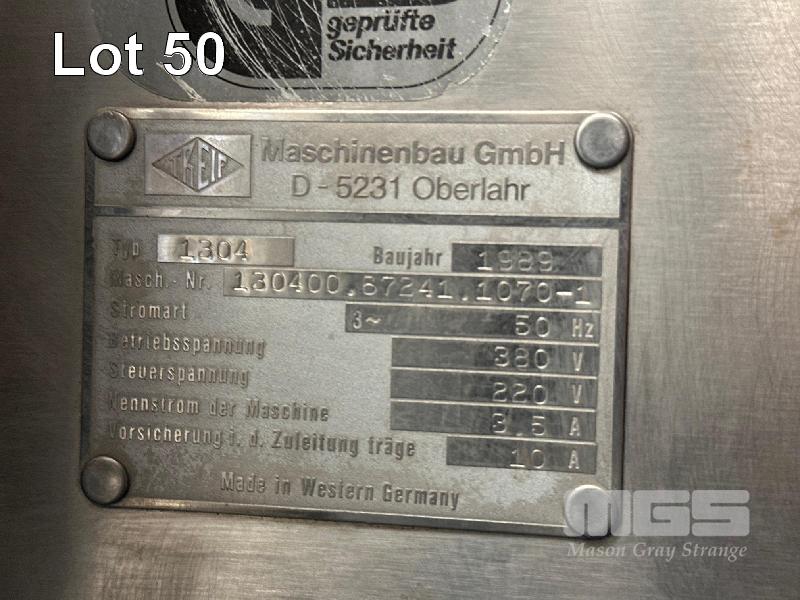 Lot 50
geprüfte
Sicherheit
TREIF
Maschinenbau GmbH
D - 5231 Oberlahr
Typ 1304 Baujahr 1989
Masch.- Nr. 130400.67241.1070-1
Stromart 3~ 50 Hz
Betriebsspannung 380 V
Steuerspannung 220 V
Nennstrom der Maschine 3,5 A
Vorsicherung i. d. Zuleitung träge 10 A
Made in Western Germany
MGS
Mason Gray Strange